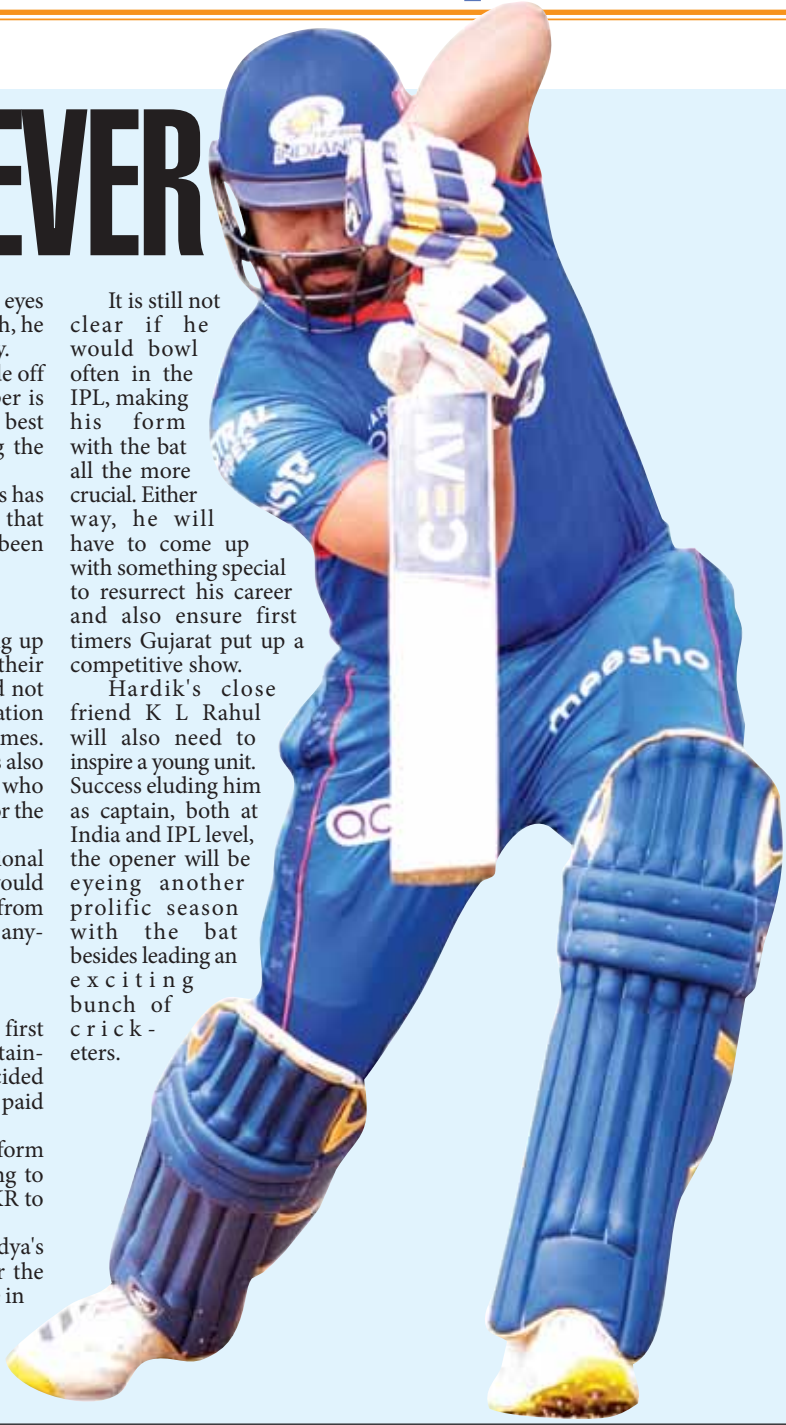 EVER
eyes
h, he
y.
le off
er is
best
g the
s has
that
been
g up
their
d not
ation
mes.
s also
who
or the
ional
ould
from
any-
first
tain-
cided
paid
form
ng to
KR to
dya's
r the
in
It is still not
clear if he
would bowl
often in the
IPL, making
his form
with the bat
all the more
crucial. Either
way, he will
have to come up
with something special
to resurrect his career
and also ensure first
timers Gujarat put up a
competitive show.
Hardik's close
friend K L Rahul
will also need to
inspire a young unit.
Success eluding him
as captain, both at
India and IPL level,
the opener will be
eyeing another
prolific season
with the bat
besides leading an
exciting
bunch of
crick-
eters.
INDIANS
CEAT
meesho